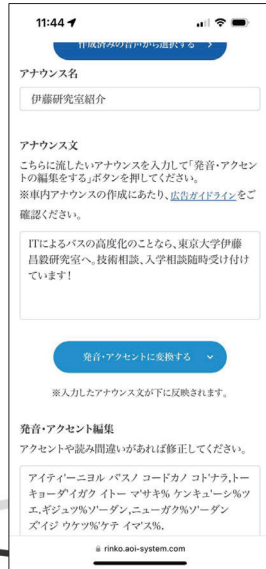 11:44
作成済みの音声から選択する
アナウンス名
伊藤研究室紹介
アナウンス文
こちらに流したいアナウンスを入力して「発音・アクセン
トの編集をする」ボタンを押してください。
※車内アナウンスの作成にあたり、広告ガイドラインをご
確認ください。
ITによるバスの高度化のことなら、東京大学伊藤
昌毅研究室へ。技術相談、入学相談随時受け付け
ています!
発音・アクセントに変換する
※入力したアナウンス文が下に反映されます。
発音・アクセント編集
アクセントや読み間違いがあれば修正してください。
アイティ'ーニヨル バ'スノ コードカノ コト'ナラ,トー
キョーダ'イガク イトー マ'サキ% ケンキュ'ーシ%ツ
エ.ギジュツ%ソ'ーダン,ニューガク%ソ'ーダン
ズ'イジ ウケツ%'ケテ イマ'ス%.
rinko.aoi-system.com